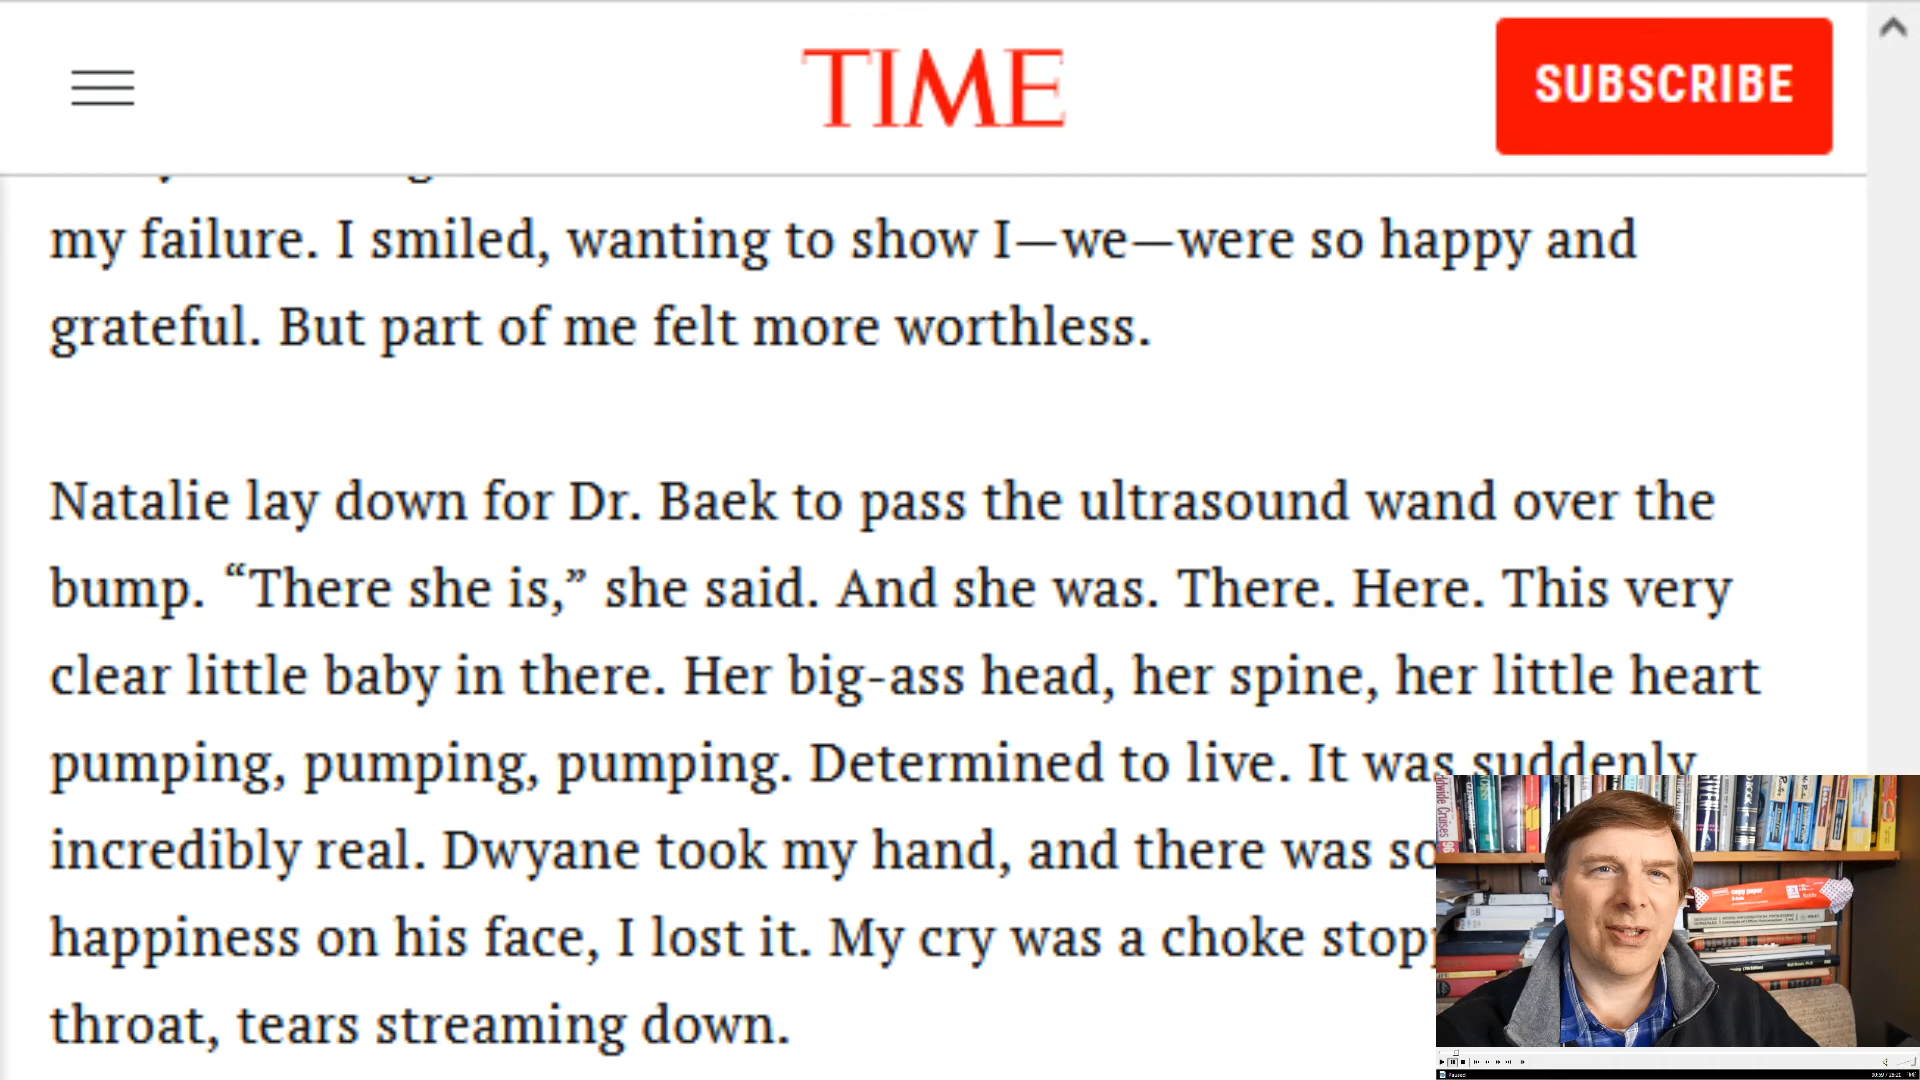 TIME
SUBSCRIBE
my failure. I smiled, wanting to show I—we—were so happy and
grateful. But part of me felt more worthless.
Natalie lay down for Dr. Baek to pass the ultrasound wand over the
bump. “There she is,” she said. And she was. There. Here. This very
clear little baby in there. Her big-ass head, her spine, her little heart
pumping, pumping, pumping. Determined to live. It was suddenly
incredibly real. Dwyane took my hand, and there was so
happiness on his face, I lost it. My cry was a choke stopp
throat, tears streaming down.
copy paper
Paused